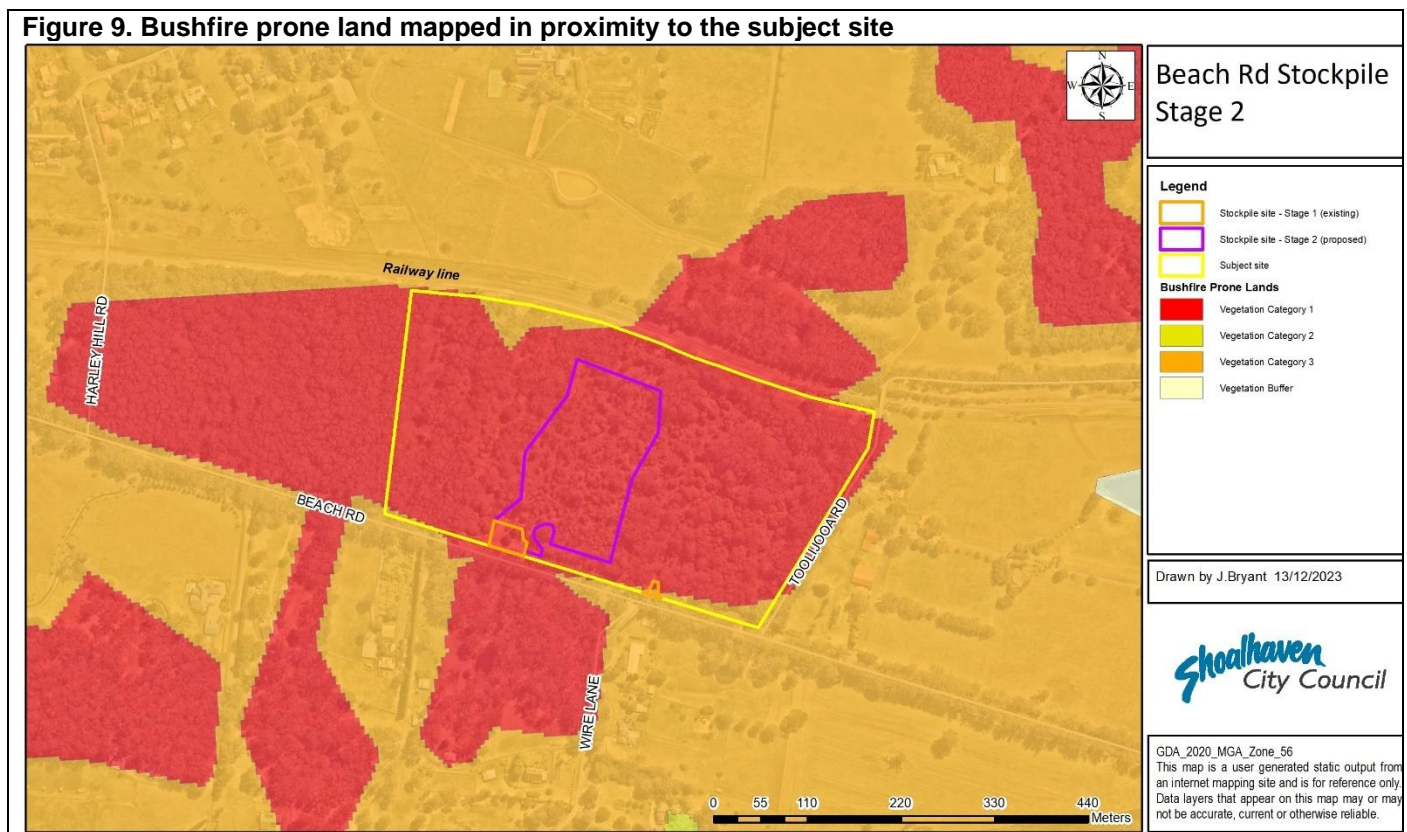 Figure 9. Bushfire prone land mapped in proximity to the subject site
N
W
E
S
Railway line
HARLEY HILL RD
BEACH RD
TOOLIJOOA RD
WIRE LANE
0 55 110 220 330 440
Meters
Beach Rd Stockpile
Stage 2
Legend
Stockpile site - Stage 1 (existing)
Stockpile site - Stage 2 (proposed)
Subject site
Bushfire Prone Lands
Vegetation Category 1
Vegetation Category 2
Vegetation Category 3
Vegetation Buffer
Drawn by J.Bryant 13/12/2023
Shoalhaven
City Council
GDA_2020_MGA_Zone_56
This map is a user generated static output from
an internet mapping site and is for reference only.
Data layers that appear on this map may or may
not be accurate, current or otherwise reliable.